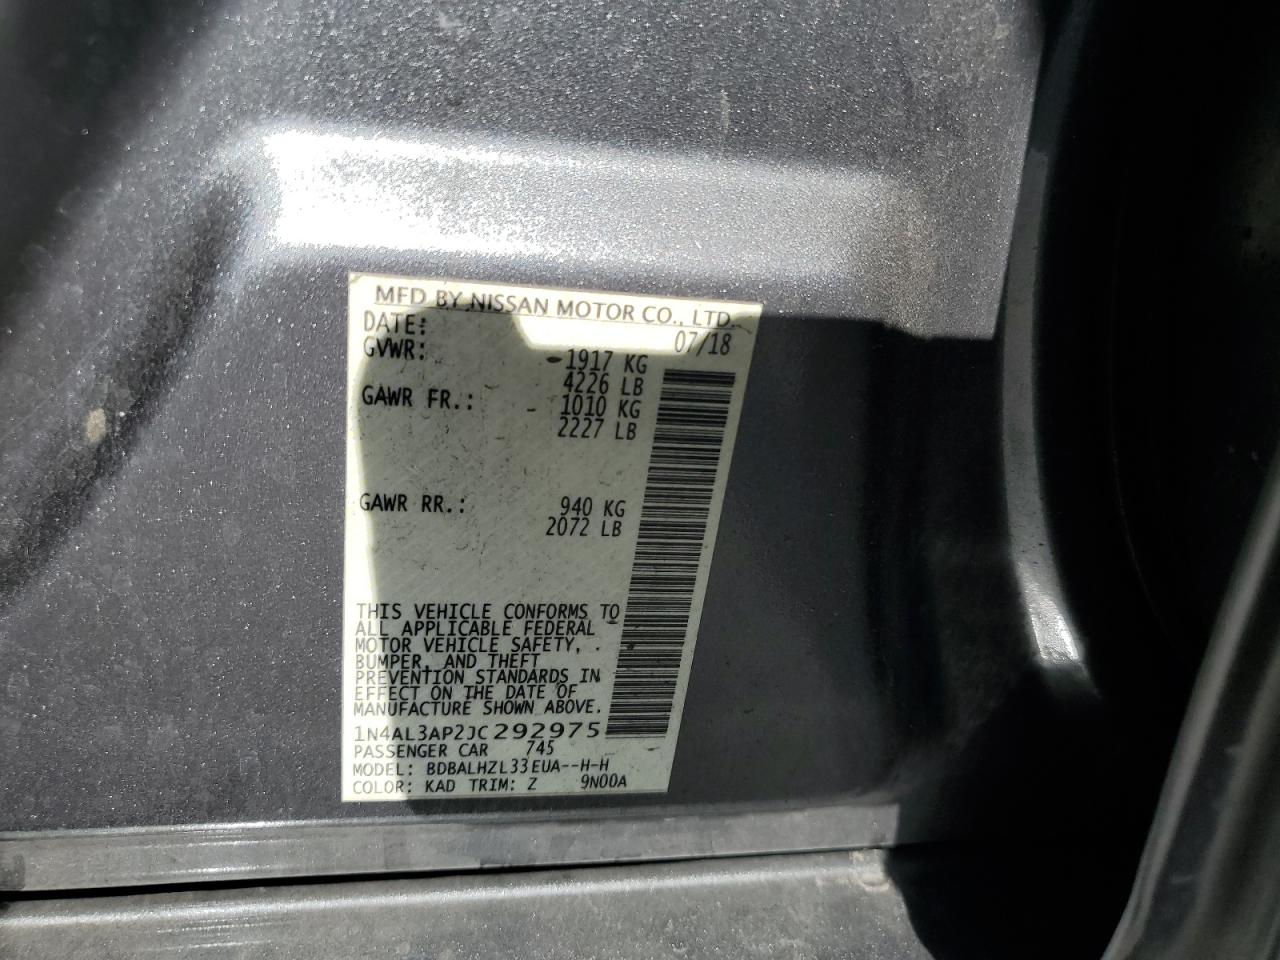 MFD BY NISSAN MOTOR CO., LTD.
DATE: 07/18
GVWR: 1917 KG
4226 LB
GAWR FR.: 1010 KG
2227 LB
GAWR RR.: 940 KG
2072 LB
THIS VEHICLE CONFORMS TO
ALL APPLICABLE FEDERAL
MOTOR VEHICLE SAFETY,
BUMPER, AND THEFT
PREVENTION STANDARDS IN
EFFECT ON THE DATE OF
MANUFACTURE SHOWN ABOVE.
1N4AL3AP2JC292975
PASSENGER CAR 745
MODEL: BDBALHZL33EUA--H-H
COLOR: KAD TRIM: Z 9N00A